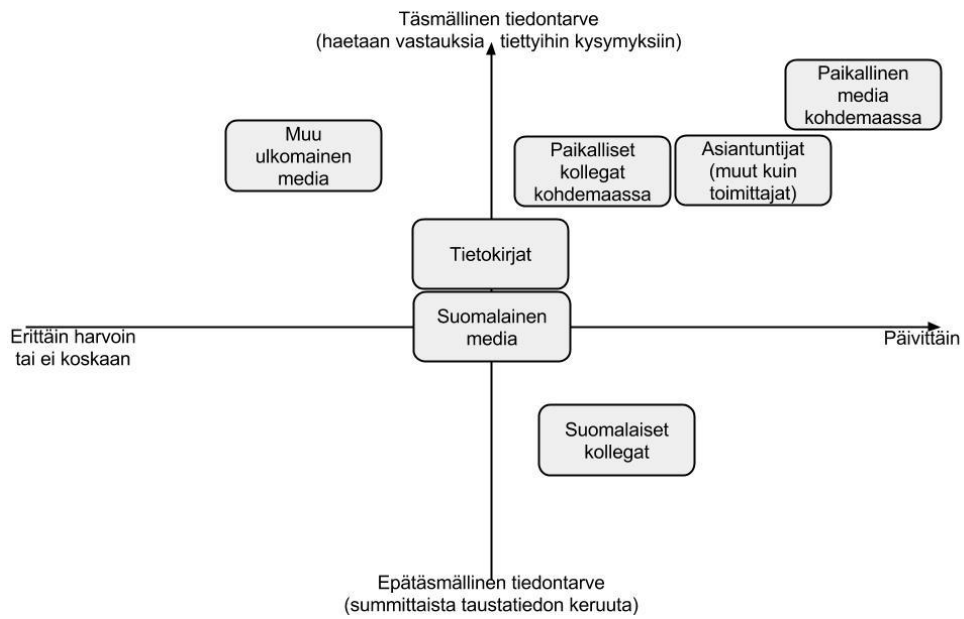 Täsmällinen tiedontarve
(haetaan vastauksia tiettyihin kysymyksiin)
Paikallinen
media
kohdemaassa
Muu
ulkomainen
media
Paikalliset
kollegat
kohdemaassa
Asiantuntijat
(muut kuin
toimittajat)
Tietokirjat
Suomalainen
media
Erittäin harvoin
tai ei koskaan
Päivittäin
Suomalaiset
kollegat
Epätäsmällinen tiedontarve
(summittaista taustatiedon keruuta)